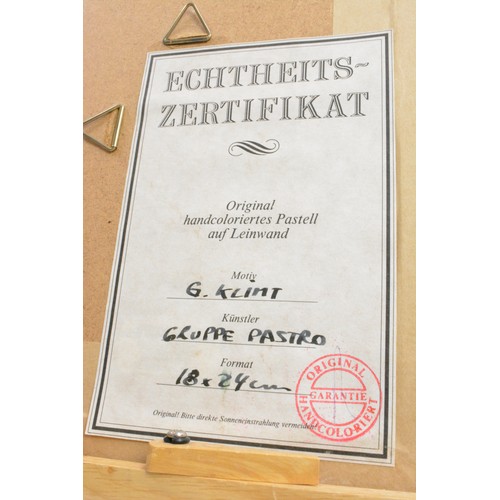 ECHTHEITS~
ZERTIFIKAT
Original
handcoloriertes Pastell
auf Leinwand
Motiv
G. KLIMT
Künstler
GRUPPE PASTRO
Format
18 x 24 cm
Original! Bitte direkte Sonneneinstrahlung vermeiden!
ORIGINAL
GARANTIE
HANDCOLORIERT